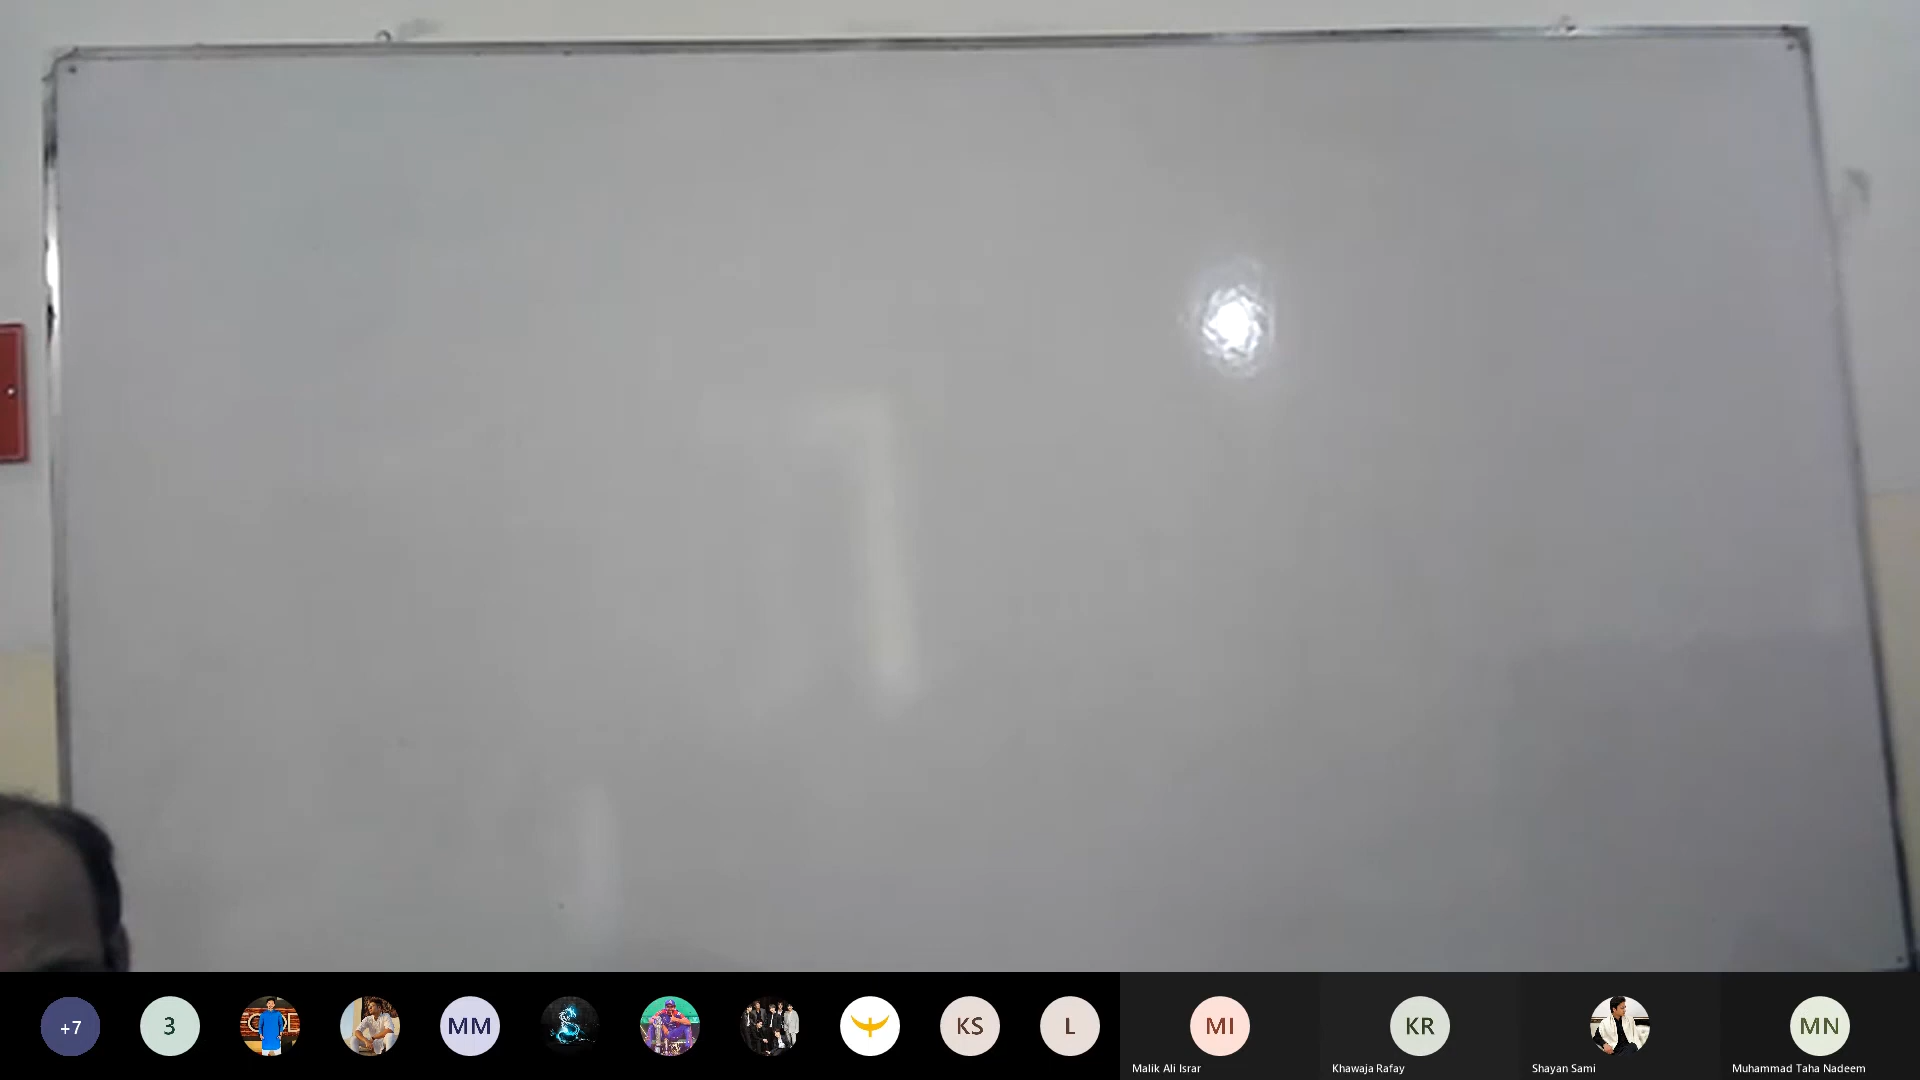 +7
3
MM
KS
L
MI
KR
MN
Malik Ali Israr
Khawaja Rafay
Shayan Sami
Muhammad Taha Nadeem